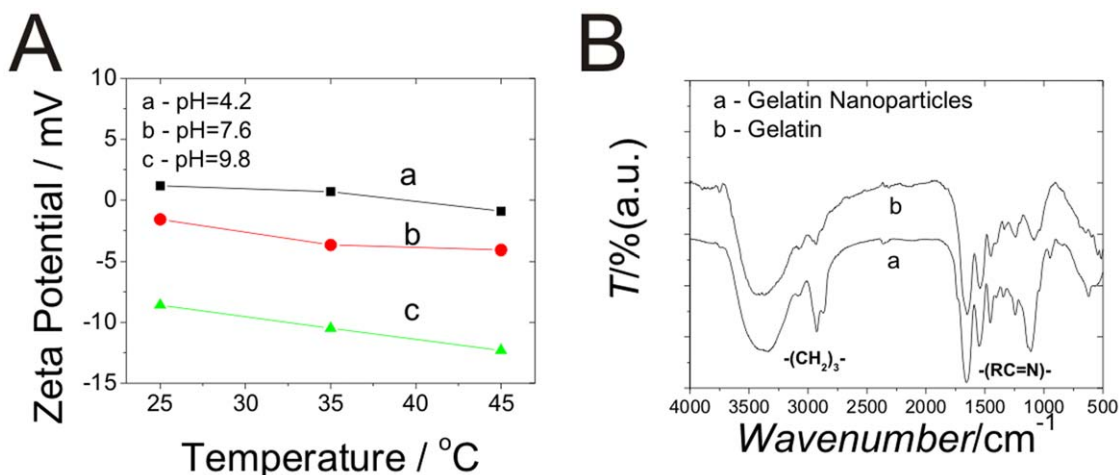 A
Zeta Potential / mV
10
5
0
-5
-10
-15
a - pH=4.2
b - pH=7.6
c - pH=9.8
a
b
c
25
30
35
40
45
Temperature / °C
B
T/%(a.u.)
a - Gelatin Nanoparticles
b - Gelatin
b
a
-(CH₂)₃-
-(RC=N)-
4000
3500
3000
2500
2000
1500
1000
500
Wavenumber/cm⁻¹